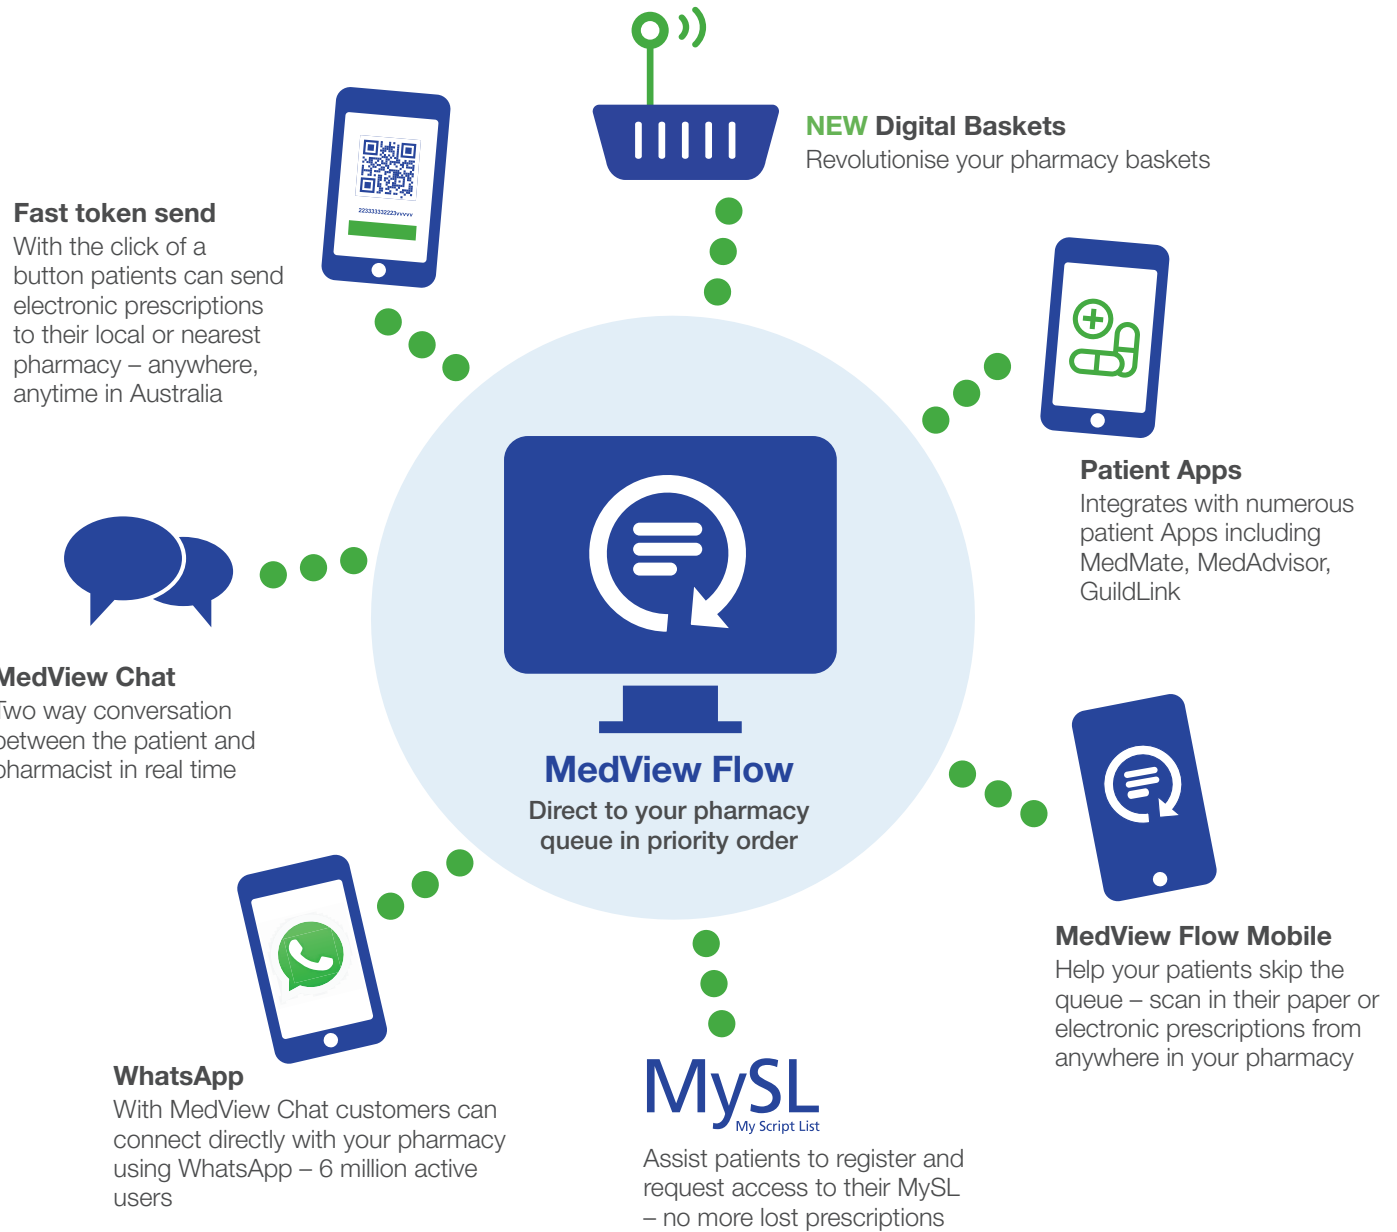 NEW Digital Baskets
Revolutionise your pharmacy baskets
223333332223vvvvv
Fast token send
With the click of a
button patients can send
electronic prescriptions
to their local or nearest
pharmacy – anywhere,
anytime in Australia
Patient Apps
Integrates with numerous
patient Apps including
MedMate, MedAdvisor,
GuildLink
MedView Chat
Two way conversation
between the patient and
pharmacist in real time
MedView Flow
Direct to your pharmacy
queue in priority order
MedView Flow Mobile
Help your patients skip the
queue – scan in their paper or
electronic prescriptions from
anywhere in your pharmacy
WhatsApp
With MedView Chat customers can
connect directly with your pharmacy
using WhatsApp – 6 million active
users
MySL
My Script List
Assist patients to register and
request access to their MySL
– no more lost prescriptions